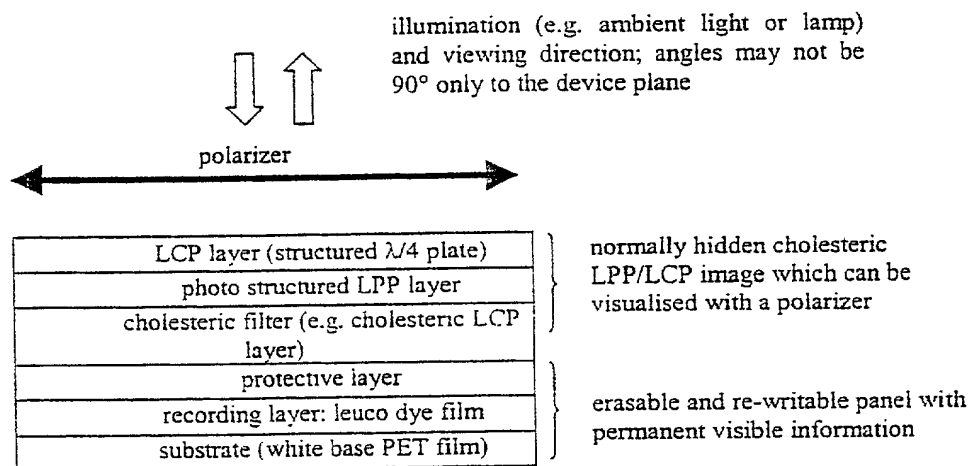 illumination (e.g. ambient light or lamp)
and viewing direction; angles may not be
90° only to the device plane
polarizer
LCP layer (structured λ/4 plate)
photo structured LPP layer
cholesteric filter (e.g. cholesteric LCP
layer)
protective layer
recording layer: leuco dye film
substrate (white base PET film)
normally hidden cholesteric
LPP/LCP image which can be
visualised with a polarizer
erasable and re-writable panel with
permanent visible information